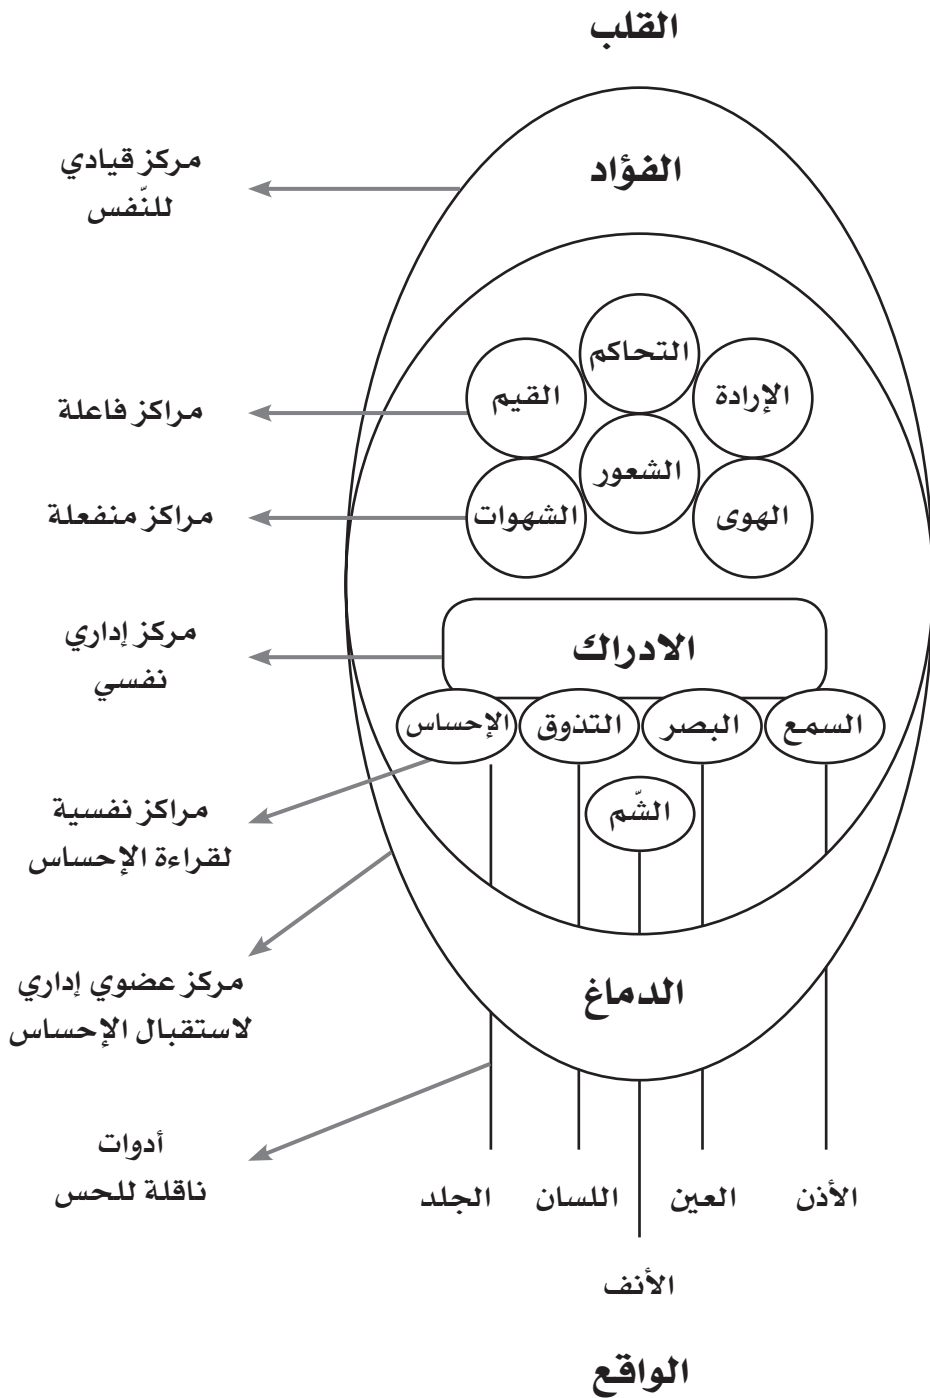 القلب
الفؤاد
مركز قيادي
للنّفس
التحاكم
الإرادة
القيم
مراكز فاعلة
الشعور
الهوى
الشهوات
مراكز منفعلة
الادراك
مركز إداري
نفسي
السمع
البصر
التذوق
الإحساس
الشّم
مراكز نفسية
لقراءة الإحساس
الدماغ
مركز عضوي إداري
لاستقبال الإحساس
أدوات
ناقلة للحس
الأذن
العين
اللسان
الجلد
الأنف
الواقع